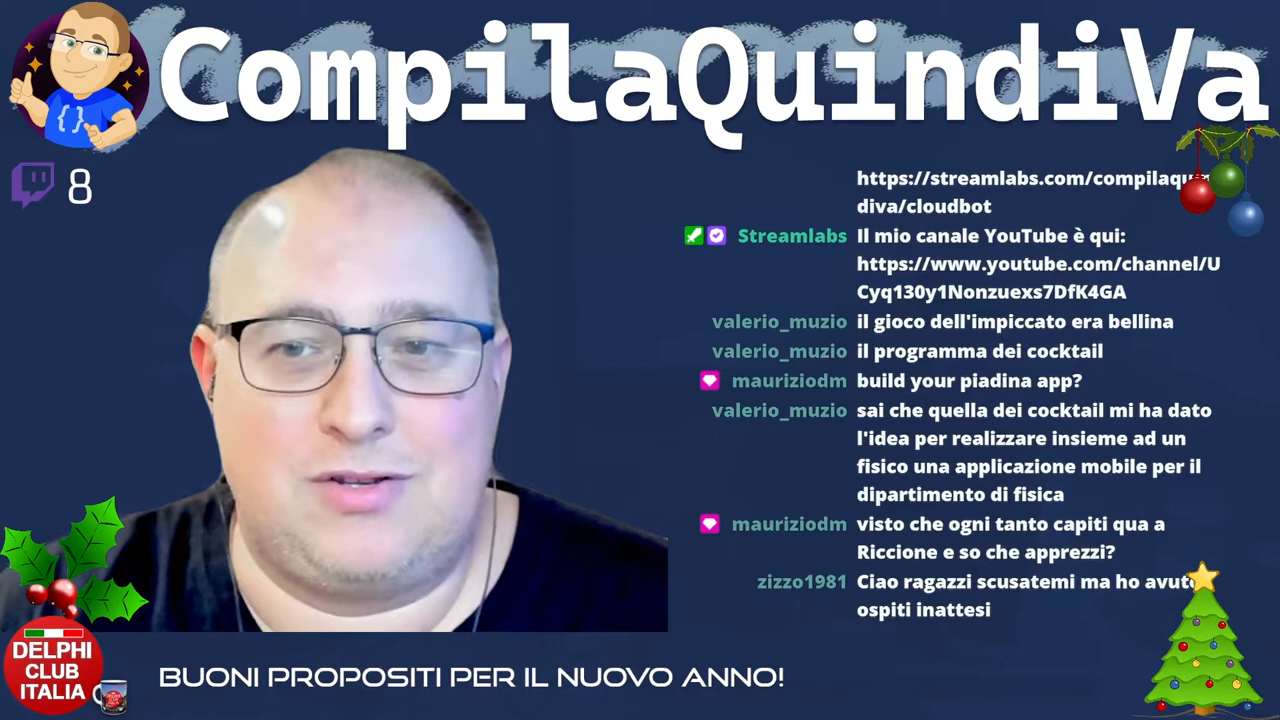 CompilaQuindiVa
{ }
8
https://streamlabs.com/compilaquin
diva/cloudbot
Streamlabs Il mio canale YouTube è qui:
https://www.youtube.com/channel/U
Cyq130y1Nonzuexs7DfK4GA
valerio_muzio il gioco dell'impiccato era bellina
valerio_muzio il programma dei cocktail
mauriziodm build your piadina app?
valerio_muzio sai che quella dei cocktail mi ha dato
l'idea per realizzare insieme ad un
fisico una applicazione mobile per il
dipartimento di fisica
mauriziodm visto che ogni tanto capiti qua a
Riccione e so che apprezzi?
zizzo1981 Ciao ragazzi scusatemi ma ho avuto
ospiti inattesi
DELPHI
CLUB
ITALIA
BUONI PROPOSITI PER IL NUOVO ANNO!